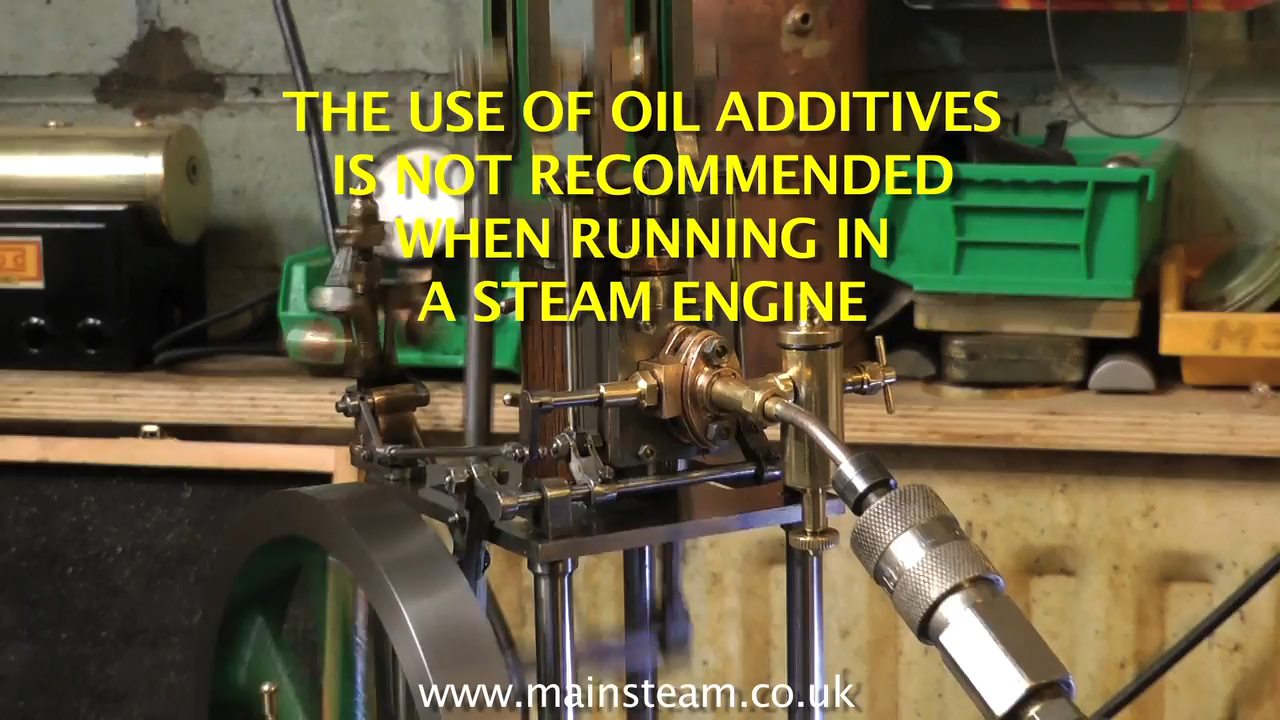 THE USE OF OIL ADDITIVES
IS NOT RECOMMENDED
WHEN RUNNING IN
A STEAM ENGINE
www.mainsteam.co.uk